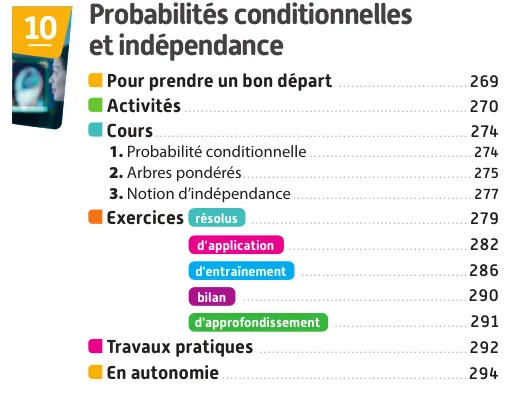 10
Probabilités conditionnelles
et indépendance
Pour prendre un bon départ 269
Activités 270
Cours 274
1. Probabilité conditionnelle 274
2. Arbres pondérés 275
3. Notion d'indépendance 277
Exercices résolus 279
d'application 282
d'entraînement 286
bilan 290
d'approfondissement 291
Travaux pratiques 292
En autonomie 294